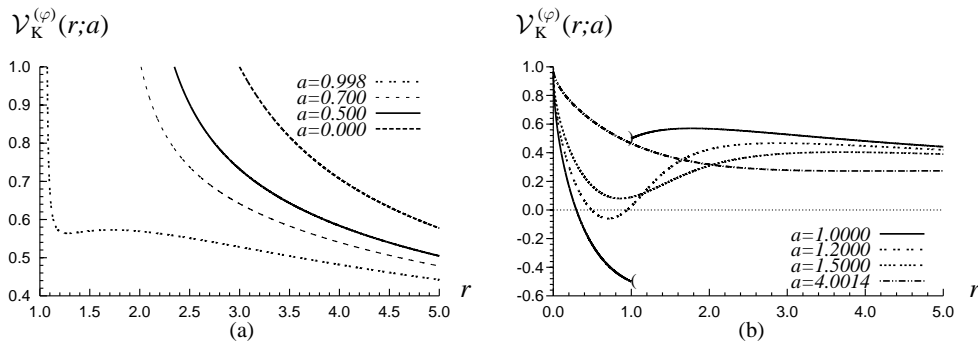 𝒱_K^(φ)(r;a)
1.0
0.9
0.8
0.7
0.6
0.5
0.4
a=0.998
a=0.700
a=0.500
a=0.000
1.0 1.5 2.0 2.5 3.0 3.5 4.0 4.5 5.0
r
(a)
𝒱_K^(φ)(r;a)
1.0
0.8
0.6
0.4
0.2
0.0
-0.2
-0.4
-0.6
a=1.0000
a=1.2000
a=1.5000
a=4.0014
0.0 1.0 2.0 3.0 4.0 5.0
r
(b)